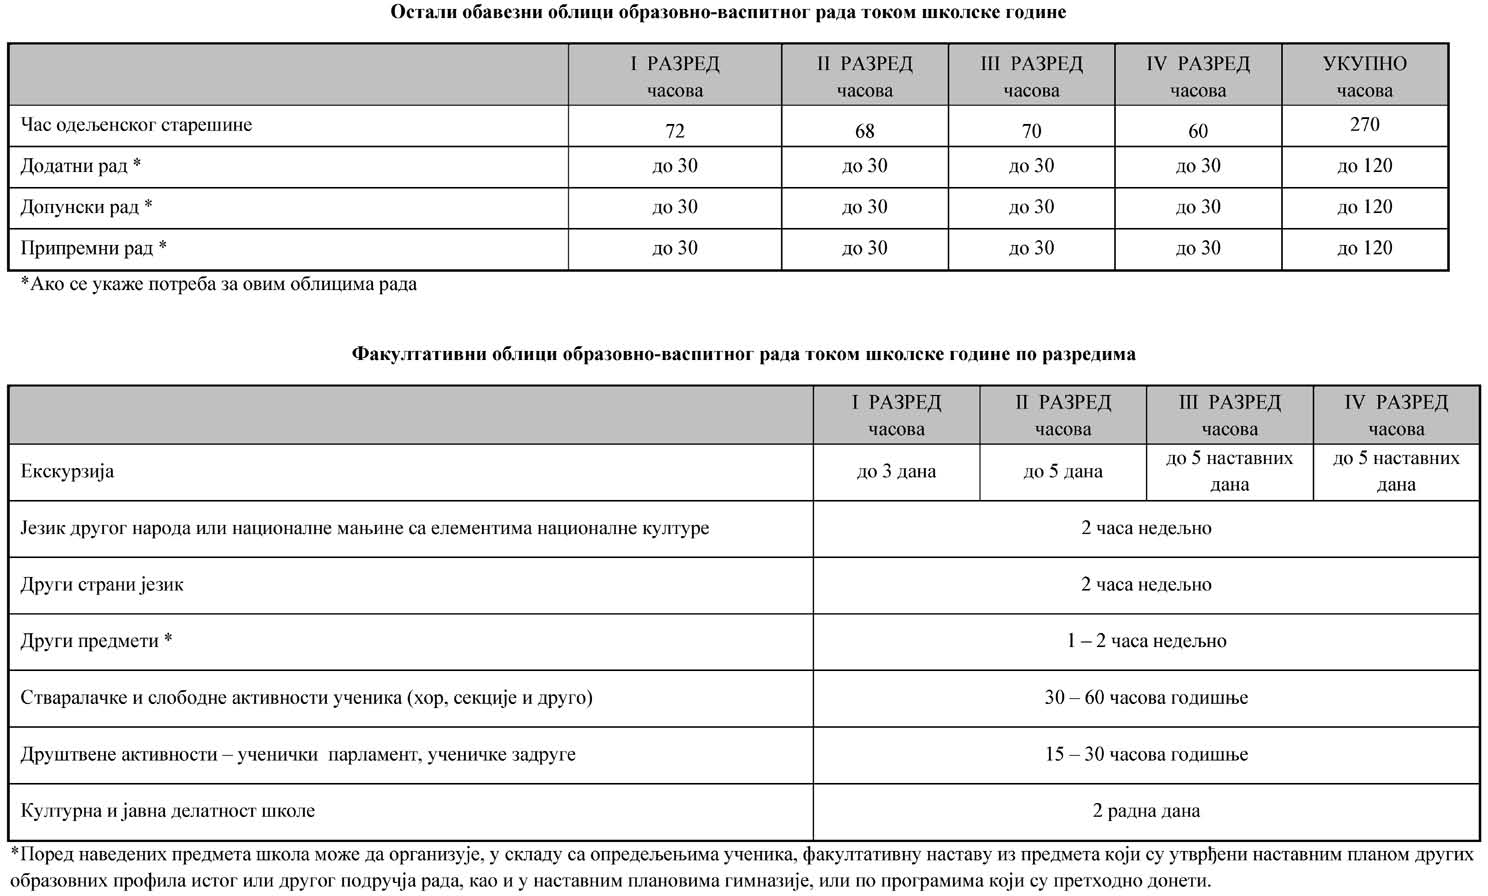 Остали обавезни облици образовно-васпитног рада током школске године
I РАЗРЕД часова II РАЗРЕД часова III РАЗРЕД часова IV РАЗРЕД часова УКУПНО часова
Час одељенског старешине 72 68 70 60 270
Додатни рад * до 30 до 30 до 30 до 30 до 120
Допунски рад * до 30 до 30 до 30 до 30 до 120
Припремни рад * до 30 до 30 до 30 до 30 до 120
*Ако се укаже потреба за овим облицима рада
Факултативни облици образовно-васпитног рада током школске године по разредима
I РАЗРЕД часова II РАЗРЕД часова III РАЗРЕД часова IV РАЗРЕД часова
Екскурзија до 3 дана до 5 дана до 5 наставних дана до 5 наставних дана
Језик другог народа или националне мањине са елементима националне културе 2 часа недељно
Други страни језик 2 часа недељно
Други предмети * 1 – 2 часа недељно
Стваралачке и слободне активности ученика (хор, секције и друго) 30 – 60 часова годишње
Друштвене активности – ученички парламент, ученичке задруге 15 – 30 часова годишње
Културна и јавна делатност школе 2 радна дана
*Поред наведених предмета школа може да организује, у складу са опредељењима ученика, факултативну наставу из предмета који су утврђени наставним планом других
образовних профила истог или другог подручја рада, као и у наставним плановима гимназије, или по програмима који су претходно донети.